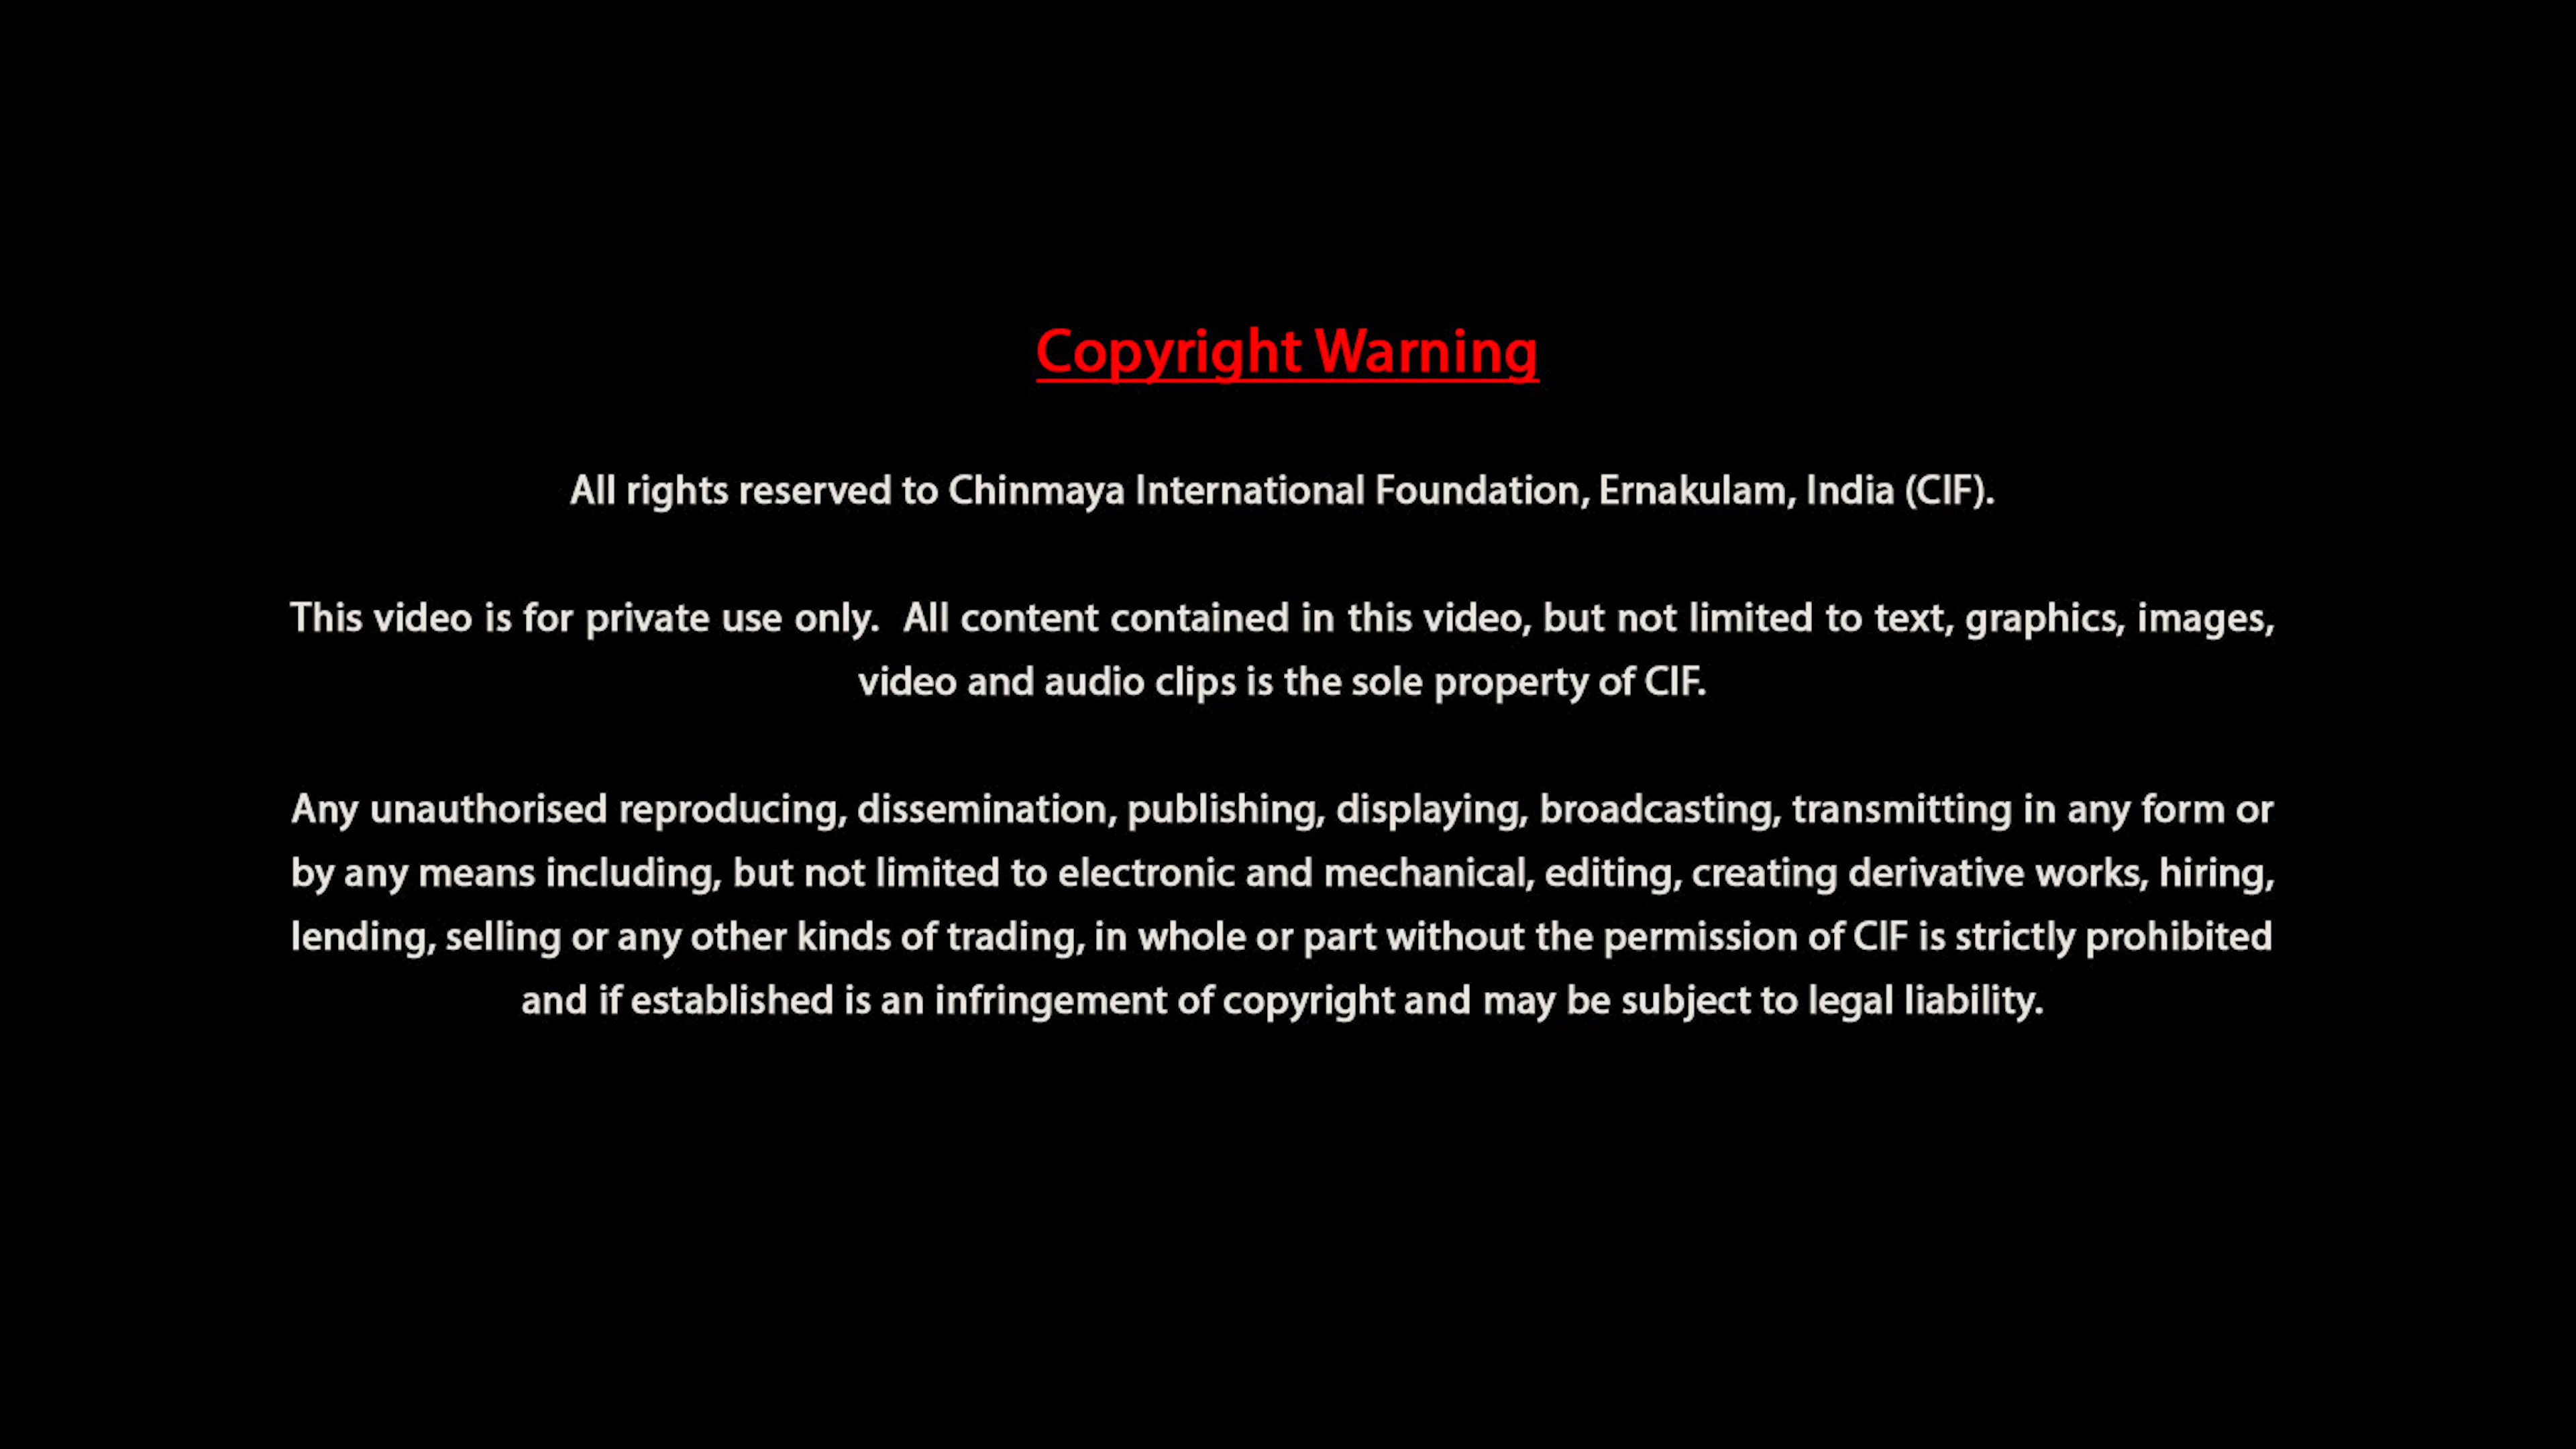 Copyright Warning
All rights reserved to Chinmaya International Foundation, Ernakulam, India (CIF).
This video is for private use only.  All content contained in this video, but not limited to text, graphics, images,
video and audio clips is the sole property of CIF.
Any unauthorised reproducing, dissemination, publishing, displaying, broadcasting, transmitting in any form or
by any means including, but not limited to electronic and mechanical, editing, creating derivative works, hiring,
lending, selling or any other kinds of trading, in whole or part without the permission of CIF is strictly prohibited
and if established is an infringement of copyright and may be subject to legal liability.